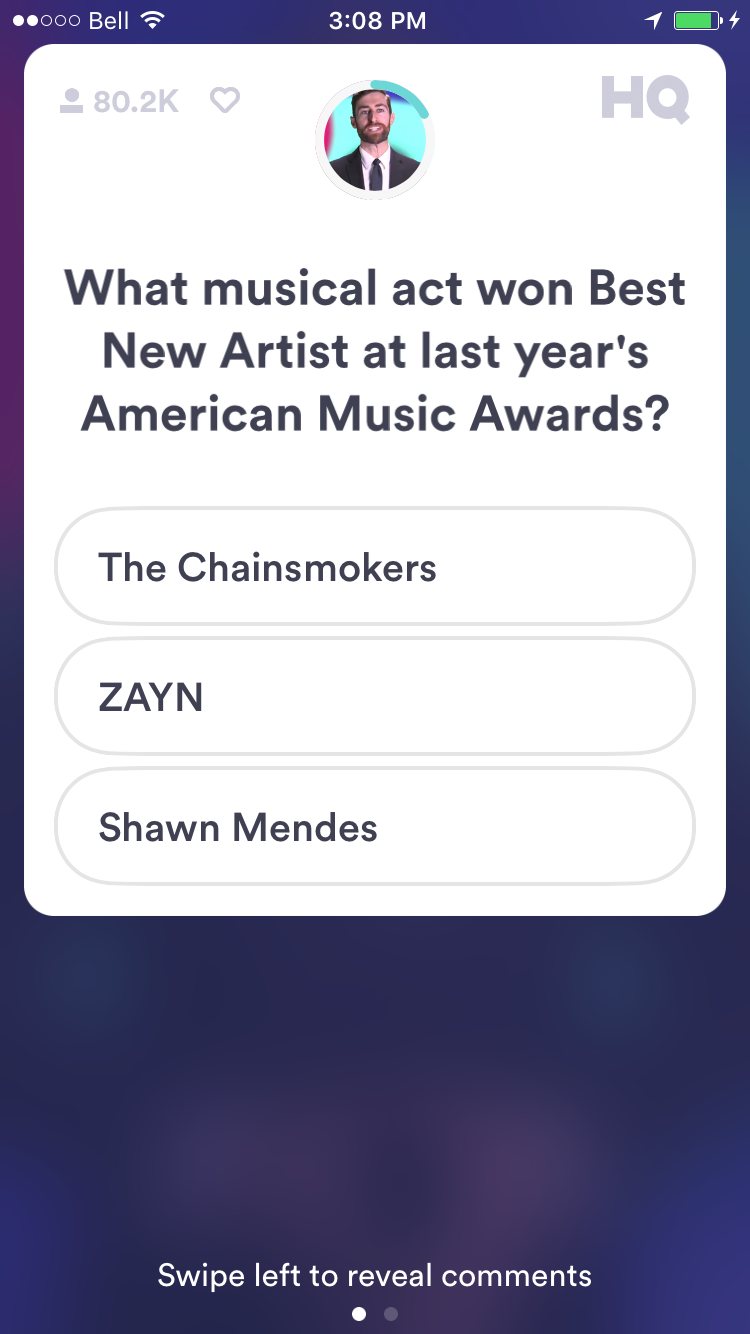 Bell 3:08 PM
80.2K HQ
What musical act won Best
New Artist at last year's
American Music Awards?
The Chainsmokers
ZAYN
Shawn Mendes
Swipe left to reveal comments